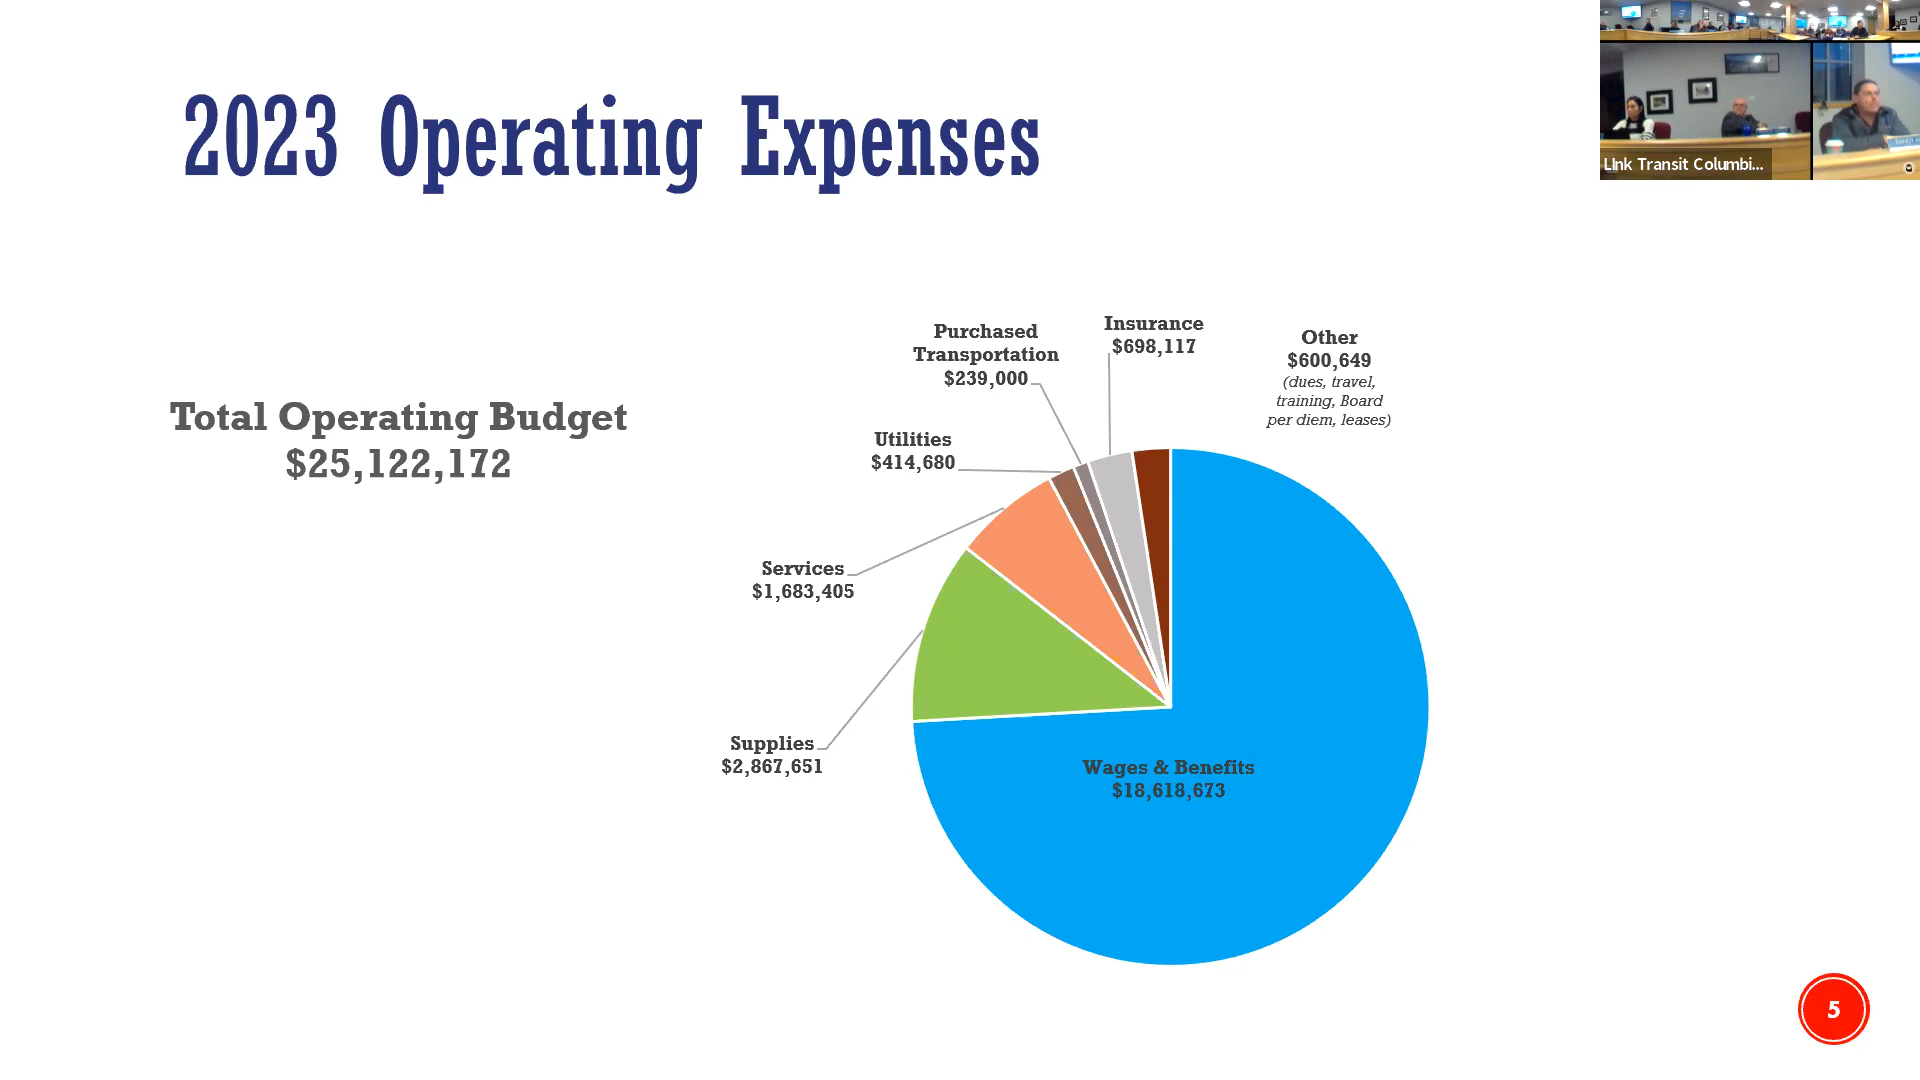 2023 Operating Expenses
LInk Transit Columbi...
Total Operating Budget
$25,122,172
Purchased
Transportation
$239,000
Insurance
$698,117
Other
$600,649
(dues, travel,
training, Board
per diem, leases)
Utilities
$414,680
Services
$1,683,405
Supplies
$2,867,651
Wages & Benefits
$18,618,673
5